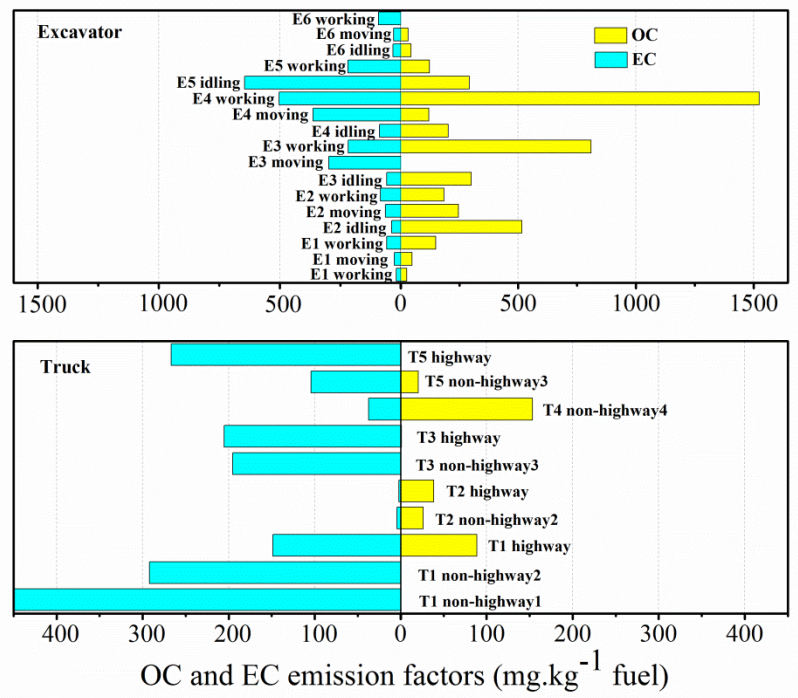 Excavator
OC
EC
E6 working
E6 moving
E6 idling
E5 working
E5 idling
E4 working
E4 moving
E4 idling
E3 working
E3 moving
E3 idling
E2 working
E2 moving
E2 idling
E1 working
E1 moving
E1 working
1500 1000 500 0 500 1000 1500
Truck
T5 highway
T5 non-highway3
T4 non-highway4
T3 highway
T3 non-highway3
T2 highway
T2 non-highway2
T1 highway
T1 non-highway2
T1 non-highway1
400 300 200 100 0 100 200 300 400
OC and EC emission factors (mg.kg⁻¹ fuel)